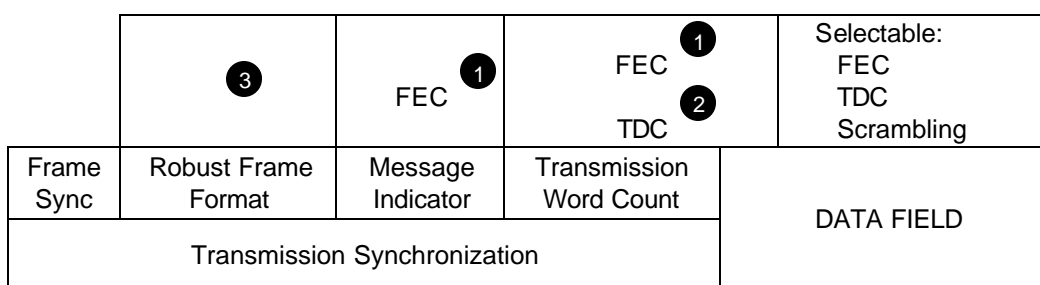 3
FEC 1
FEC 1
TDC 2
Selectable:
FEC
TDC
Scrambling
Frame
Sync
Robust Frame
Format
Message
Indicator
Transmission
Word Count
DATA FIELD
Transmission Synchronization